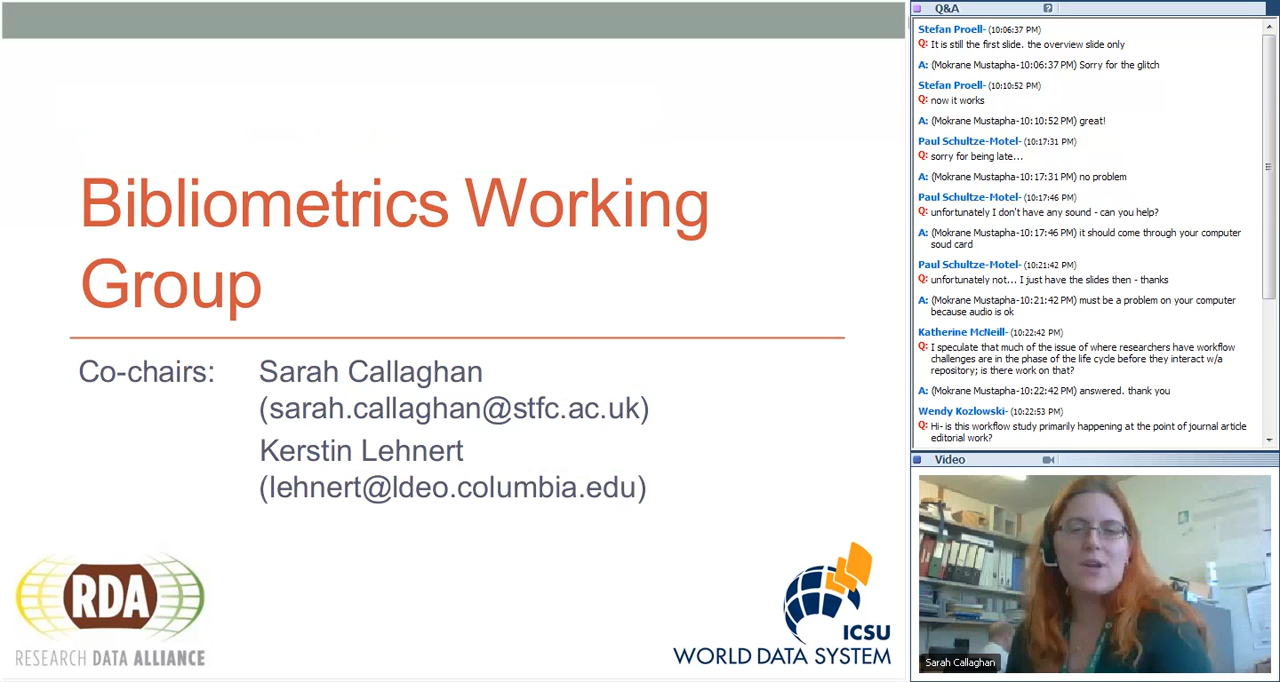 Bibliometrics Working
Group
Co-chairs: Sarah Callaghan
(sarah.callaghan@stfc.ac.uk)
Kerstin Lehnert
(lehnert@ldeo.columbia.edu)
RDA
RESEARCH DATA ALLIANCE
ICSU
WORLD DATA SYSTEM
Q&A
Stefan Proell- (10:06:37 PM)
Q: It is still the first slide. the overview slide only
A: (Mokrane Mustapha-10:06:37 PM) Sorry for the glitch
Stefan Proell- (10:10:52 PM)
Q: now it works
A: (Mokrane Mustapha-10:10:52 PM) great!
Paul Schultze-Motel- (10:17:31 PM)
Q: sorry for being late...
A: (Mokrane Mustapha-10:17:31 PM) no problem
Paul Schultze-Motel- (10:17:46 PM)
Q: unfortunately I don't have any sound - can you help?
A: (Mokrane Mustapha-10:17:46 PM) it should come through your computer
soud card
Paul Schultze-Motel- (10:21:42 PM)
Q: unfortunately not... I just have the slides then - thanks
A: (Mokrane Mustapha-10:21:42 PM) must be a problem on your computer
because audio is ok
Katherine McNeill- (10:22:42 PM)
Q: I speculate that much of the issue of where researchers have workflow
challenges are in the phase of the life cycle before they interact w/a
repository; is there work on that?
A: (Mokrane Mustapha-10:22:42 PM) answered. thank you
Wendy Kozlowski- (10:22:53 PM)
Q: Hi- is this workflow study primarily happening at the point of journal article
editorial work?
Video
Sarah Callaghan